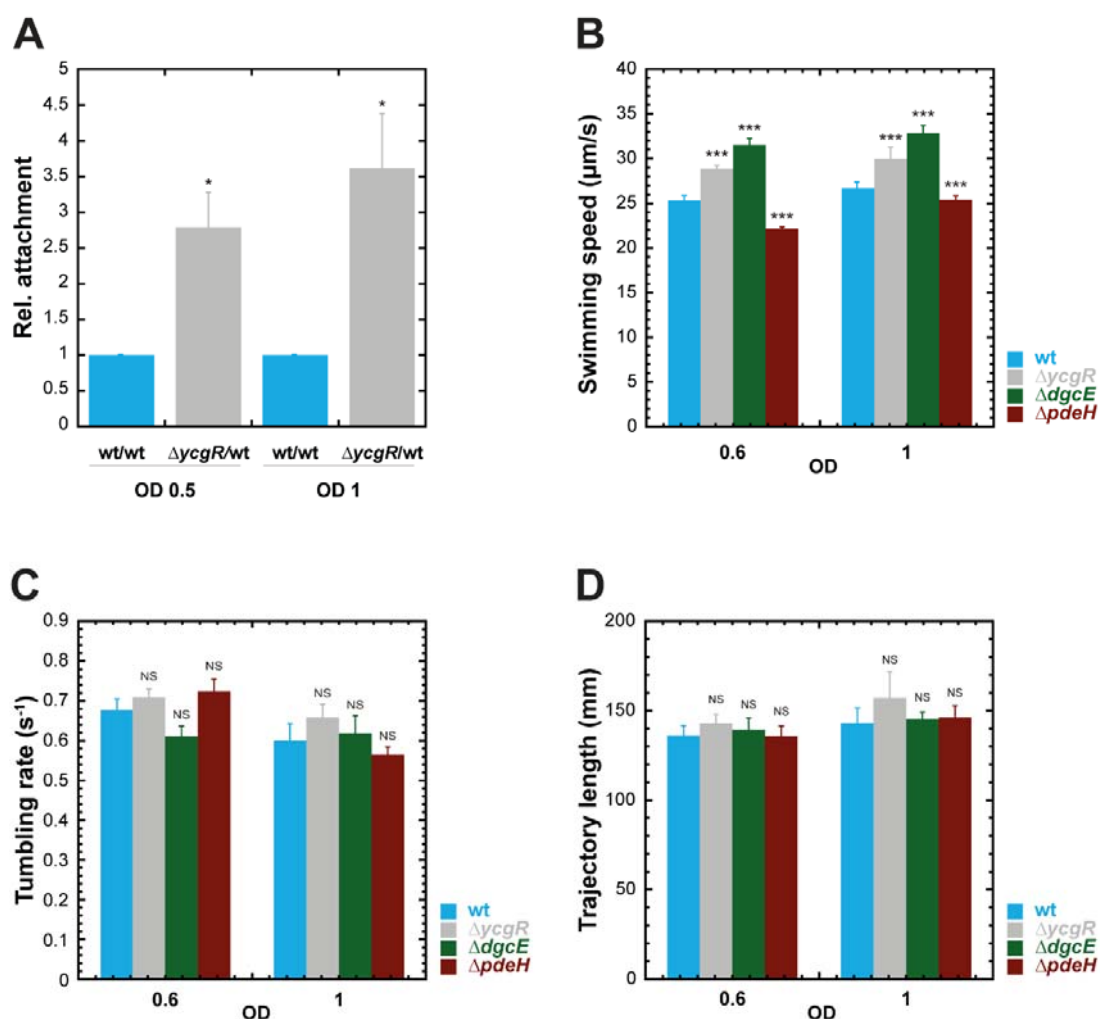 A
Rel. attachment
5
4.5
4
3.5
3
2.5
2
1.5
1
0.5
0
*
*
wt/wt ΔycgR/wt wt/wt ΔycgR/wt
OD 0.5 OD 1
B
Swimming speed (µm/s)
40
35
30
25
20
15
10
5
0
*** *** *** *** *** ***
0.6 1
OD
wt
ΔycgR
ΔdgcE
ΔpdeH
C
Tumbling rate (s⁻¹)
0.9
0.8
0.7
0.6
0.5
0.4
0.3
0.2
0.1
0
NS NS NS NS NS NS
0.6 1
OD
wt
ΔycgR
ΔdgcE
ΔpdeH
D
Trajectory length (mm)
200
150
100
50
0
NS NS NS NS NS NS
0.6 1
OD
wt
ΔycgR
ΔdgcE
ΔpdeH